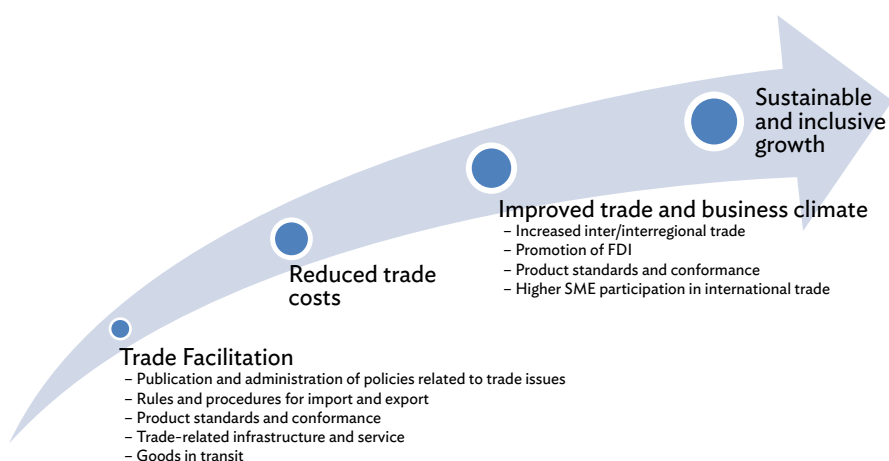 Sustainable
and inclusive
growth
Improved trade and business climate
– Increased inter/interregional trade
– Promotion of FDI
– Product standards and conformance
– Higher SME participation in international trade
Reduced trade
costs
Trade Facilitation
– Publication and administration of policies related to trade issues
– Rules and procedures for import and export
– Product standards and conformance
– Trade-related infrastructure and service
– Goods in transit